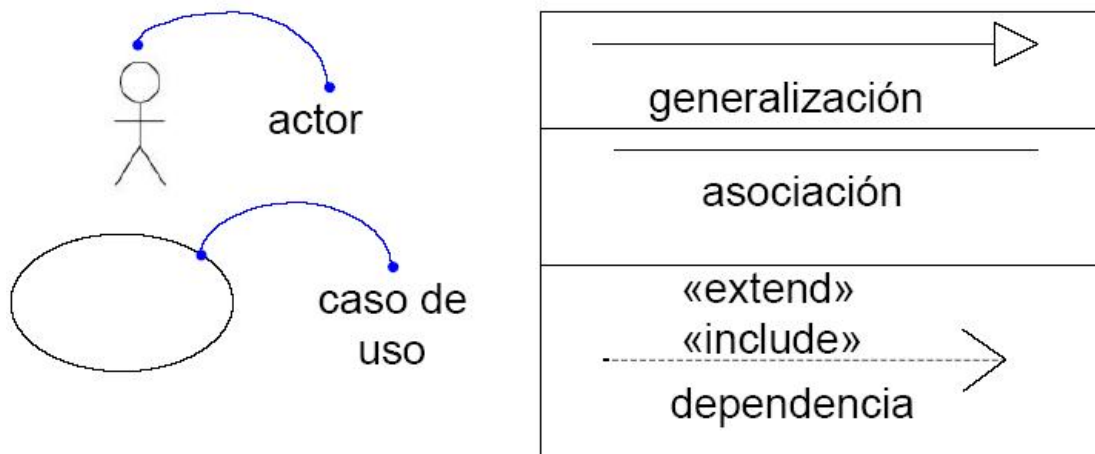 actor
caso de
uso
generalización
asociación
«extend»
«include»
dependencia